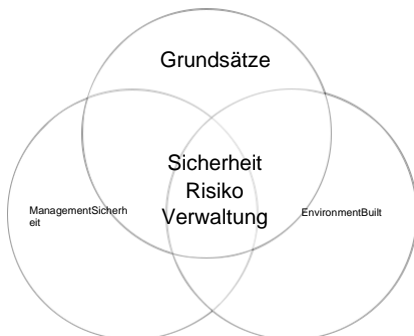 Grundsätze
Sicherheit
Risiko
Verwaltung
ManagementSicherh
eit
EnvironmentBuilt